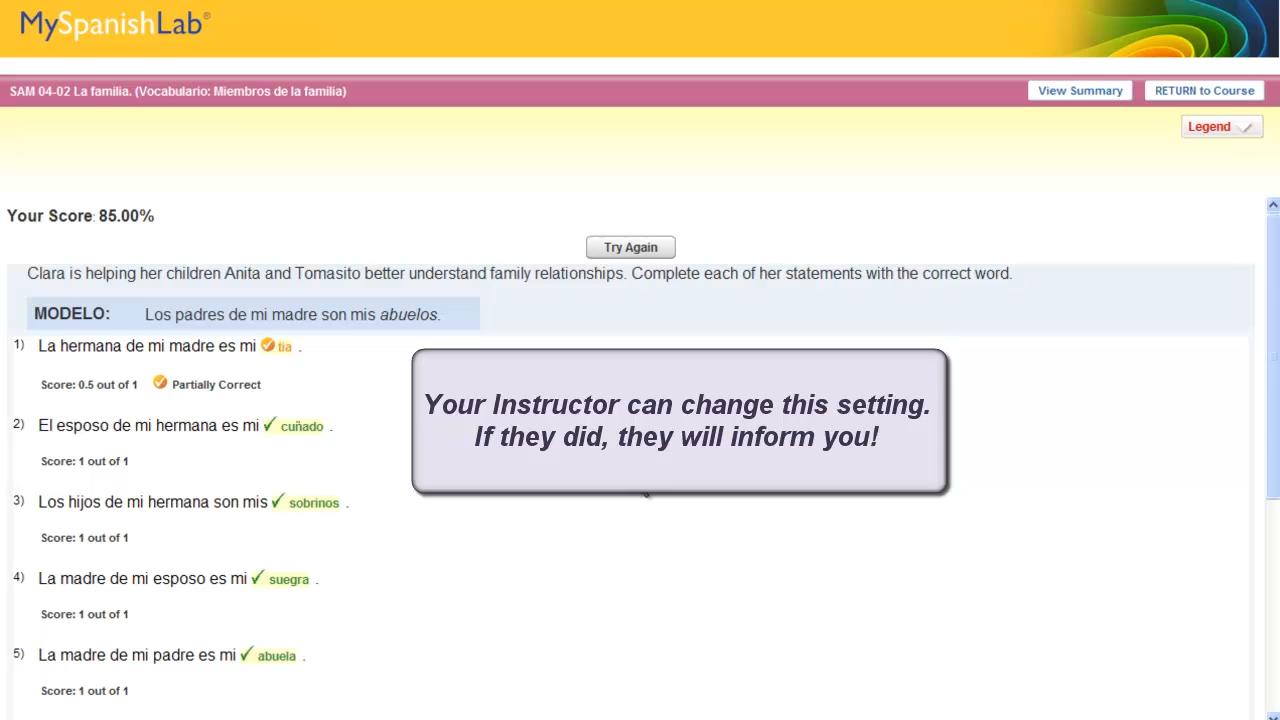 MySpanishLab®
SAM 04-02 La familia. (Vocabulario: Miembros de la familia)
View Summary
RETURN to Course
Legend
Your Score: 85.00%
Try Again
Clara is helping her children Anita and Tomasito better understand family relationships. Complete each of her statements with the correct word.
MODELO: Los padres de mi madre son mis abuelos.
1) La hermana de mi madre es mi tia .
Score: 0.5 out of 1 Partially Correct
Your Instructor can change this setting.
If they did, they will inform you!
2) El esposo de mi hermana es mi cuñado .
Score: 1 out of 1
3) Los hijos de mi hermana son mis sobrinos .
Score: 1 out of 1
4) La madre de mi esposo es mi suegra .
Score: 1 out of 1
5) La madre de mi padre es mi abuela .
Score: 1 out of 1